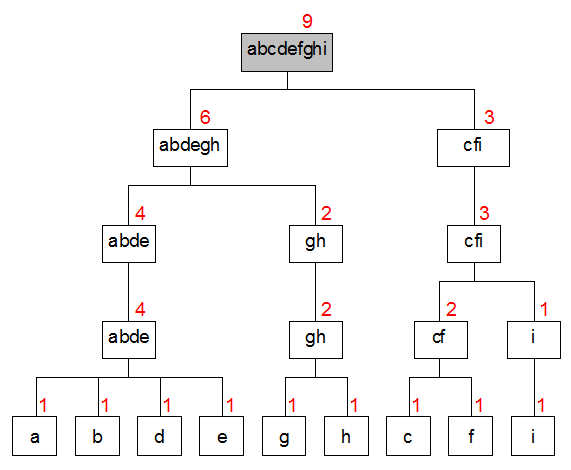 9
abcdefghi
6 3
abdegh cfi
4 2 3
abde gh cfi
4 2 2 1
abde gh cf i
1 1 1 1 1 1 1 1 1
a b d e g h c f i